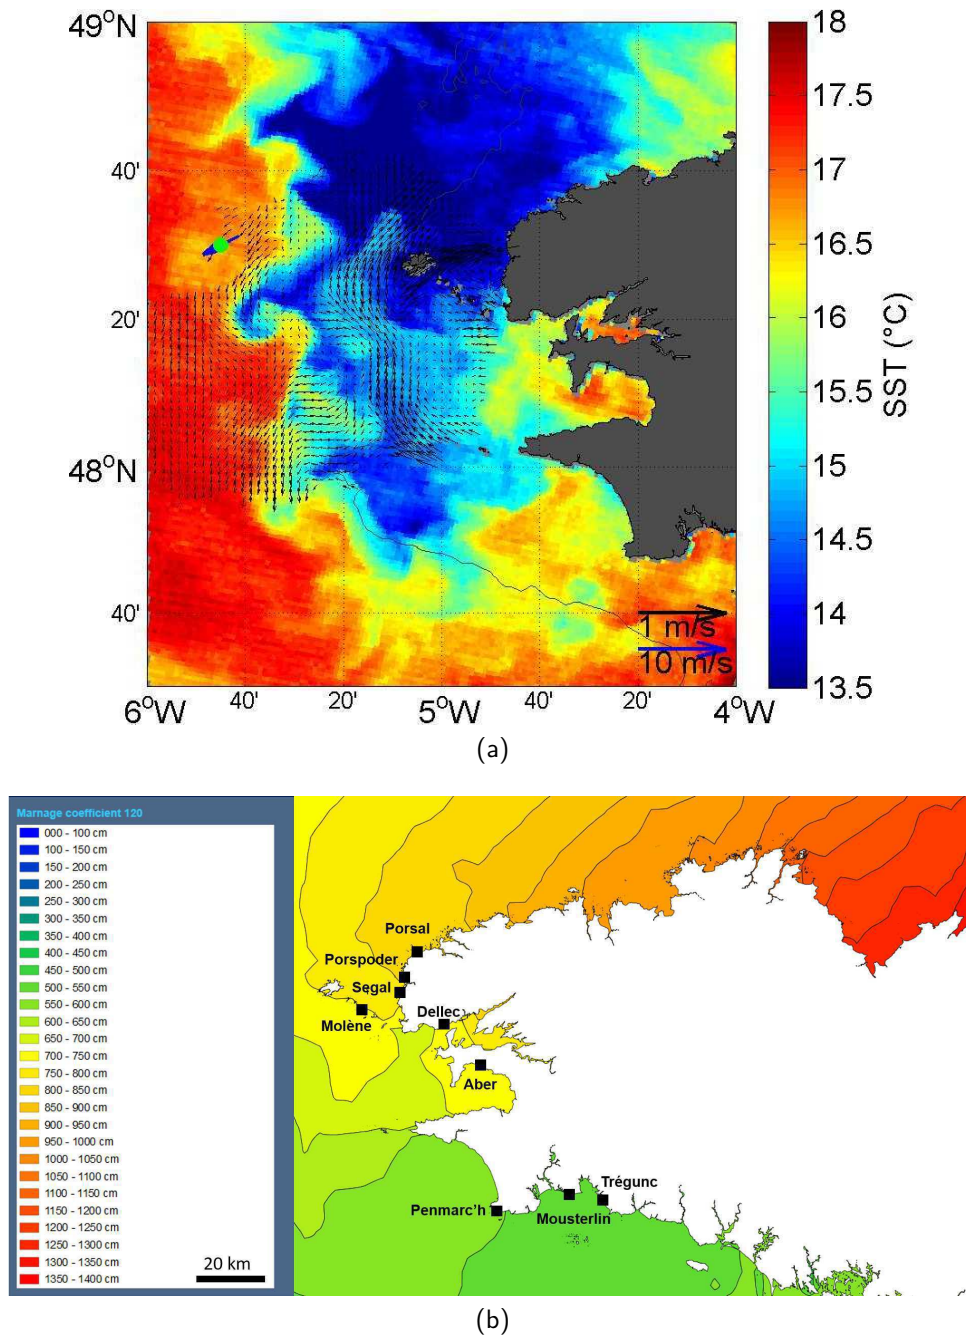 49°N
40'
20'
48°N
40'
6°W
40'
20'
5°W
20'
4°W
1 m/s
10 m/s
18
17.5
17
16.5
16
15.5
15
14.5
14
13.5
SST (°C)
(a)
Marnage coefficient 120
000 - 100 cm
100 - 150 cm
150 - 200 cm
200 - 250 cm
250 - 300 cm
300 - 350 cm
350 - 400 cm
400 - 450 cm
450 - 500 cm
500 - 550 cm
550 - 600 cm
600 - 650 cm
650 - 700 cm
700 - 750 cm
750 - 800 cm
800 - 850 cm
850 - 900 cm
900 - 950 cm
950 - 1000 cm
1000 - 1050 cm
1050 - 1100 cm
1100 - 1150 cm
1150 - 1200 cm
1200 - 1250 cm
1250 - 1300 cm
1300 - 1350 cm
1350 - 1400 cm
20 km
Porsal
Porspoder
Segal
Molène
Dellec
Aber
Penmarc'h
Trégunc
Mousterlin
(b)